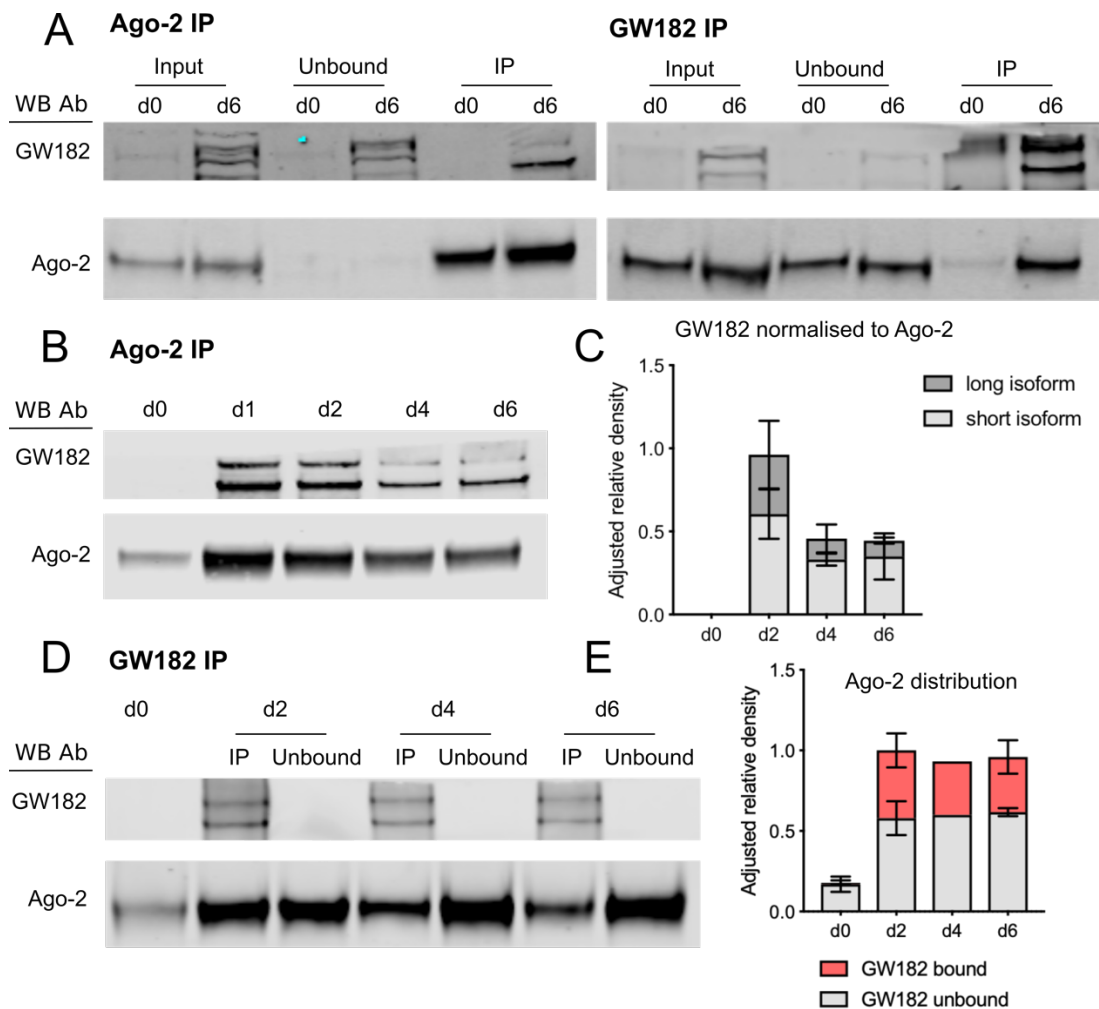 A
Ago-2 IP
Input Unbound IP
WB Ab d0 d6 d0 d6 d0 d6
GW182
Ago-2
GW182 IP
Input Unbound IP
d0 d6 d0 d6 d0 d6
B
Ago-2 IP
WB Ab d0 d1 d2 d4 d6
GW182
Ago-2
C
GW182 normalised to Ago-2
Adjusted relative density
1.5
1.0
0.5
0.0
d0 d2 d4 d6
long isoform
short isoform
D
GW182 IP
d0 d2 d4 d6
WB Ab IP Unbound IP Unbound IP Unbound
GW182
Ago-2
E
Ago-2 distribution
Adjusted relative density
1.5
1.0
0.5
0.0
d0 d2 d4 d6
GW182 bound
GW182 unbound